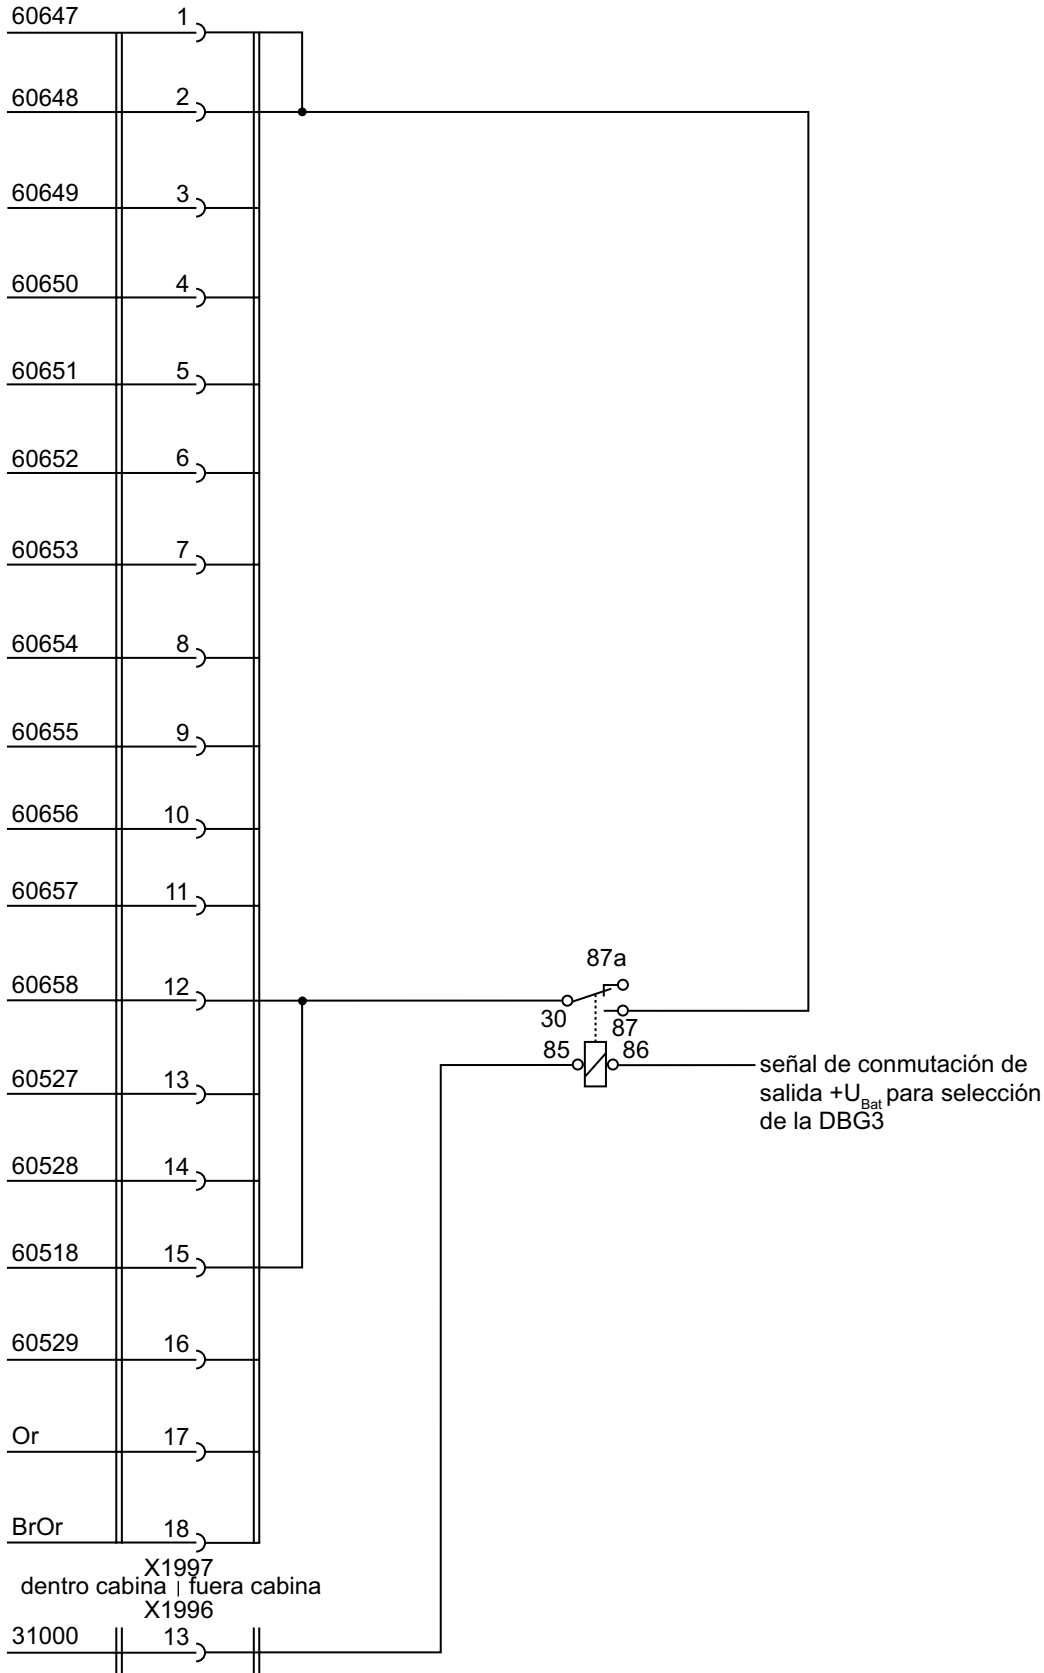 60647 1
60648 2
60649 3
60650 4
60651 5
60652 6
60653 7
60654 8
60655 9
60656 10
60657 11
87a
60658 12
30 87
85 86
señal de conmutación de
salida +UBat para selección
de la DBG3
60527 13
60528 14
60518 15
60529 16
Or 17
BrOr 18
X1997
dentro cabina | fuera cabina
X1996
31000 13